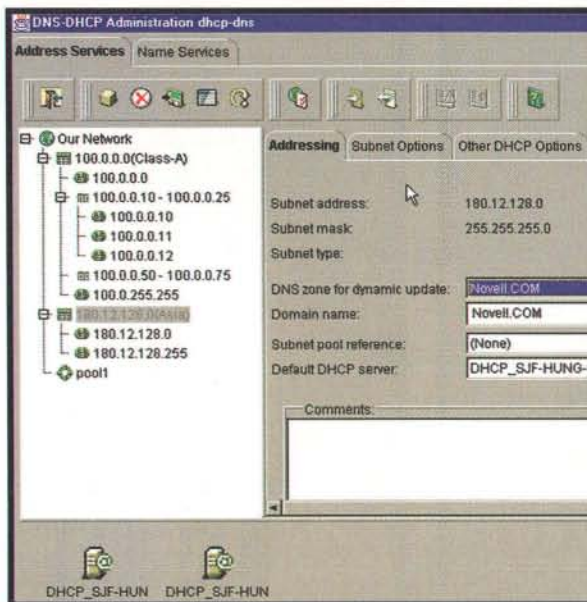 DNS-DHCP Administration dhcp-dns
Address Services
Name Services
Our Network
100.0.0.0(Class-A)
100.0.0.0
100.0.0.10 - 100.0.0.25
100.0.0.10
100.0.0.11
100.0.0.12
100.0.0.50 - 100.0.0.75
100.0.255.255
180.12.128.0(Asia)
180.12.128.0
180.12.128.255
pool1
Addressing
Subnet Options
Other DHCP Options
Subnet address: 180.12.128.0
Subnet mask: 255.255.255.0
Subnet type:
DNS zone for dynamic update: Novell.COM
Domain name: Novell.COM
Subnet pool reference: (None)
Default DHCP server: DHCP_SJF-HUNG-
Comments:
DHCP_SJF-HUN
DHCP_SJF-HUN